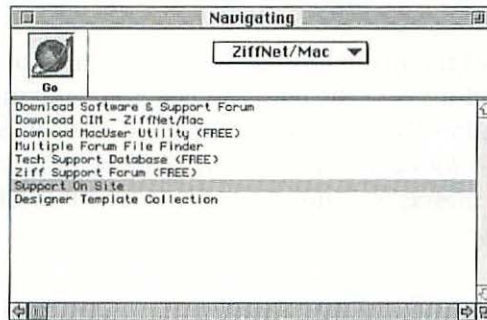 Navigating
ZiffNet/Mac
Go
Download Software & Support Forum
Download CIM - ZiffNet/Mac
Download MacUser Utility (FREE)
Multiple Forum File Finder
Tech Support Database (FREE)
Ziff Support Forum (FREE)
Support On Site
Designer Template Collection